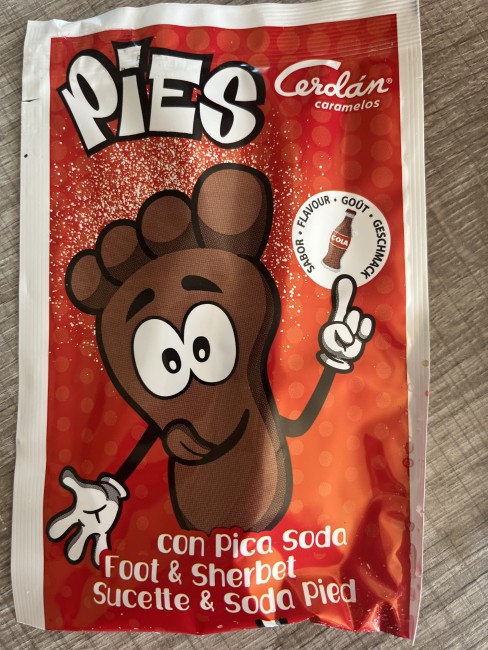 PIES
Cerdán®
caramelos
SABOR • FLAVOUR • GOÛT • GESCHMACK
COLA
con Pica Soda
Foot & Sherbet
Sucette & Soda Pied